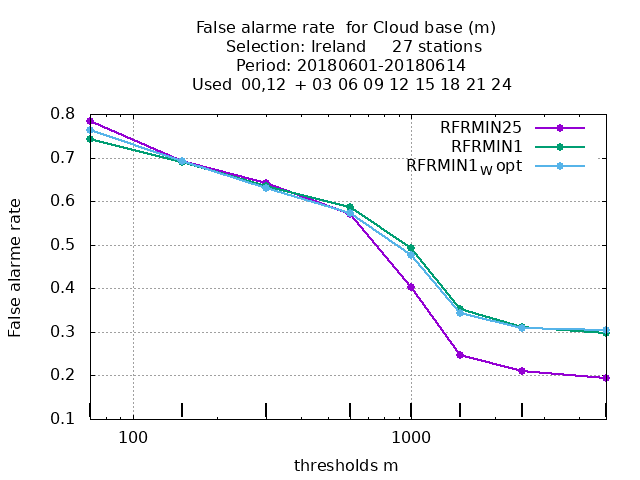 False alarme rate  for Cloud base (m)
Selection: Ireland     27 stations
Period: 20180601-20180614
Used  00,12  + 03 06 09 12 15 18 21 24
RFRMIN25
RFRMIN1
RFRMIN1W opt
False alarme rate
0.8
0.7
0.6
0.5
0.4
0.3
0.2
0.1
100
1000
thresholds m